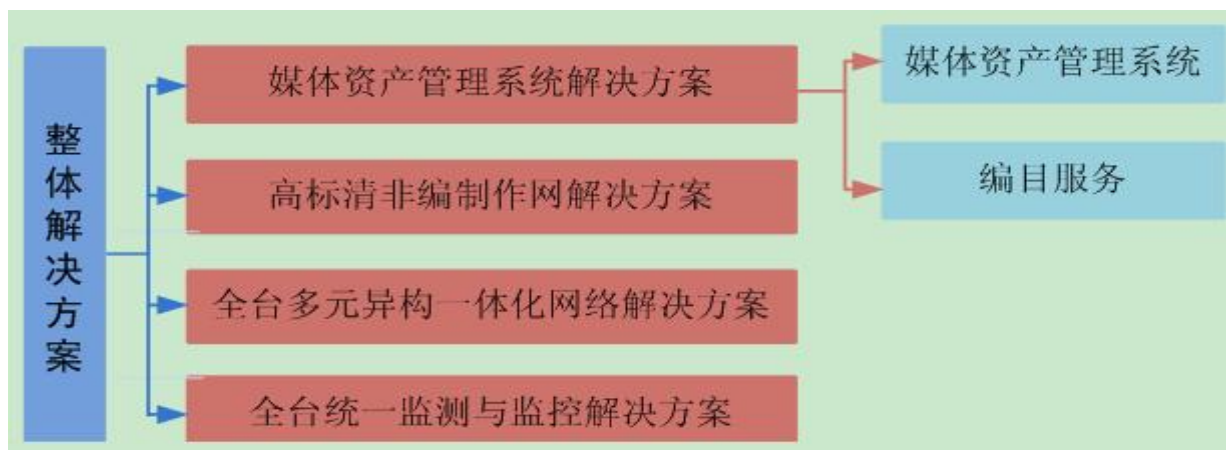 整体解决方案
媒体资产管理系统解决方案
高标清非编制作网解决方案
全台多元异构一体化网络解决方案
全台统一监测与监控解决方案
媒体资产管理系统
编目服务